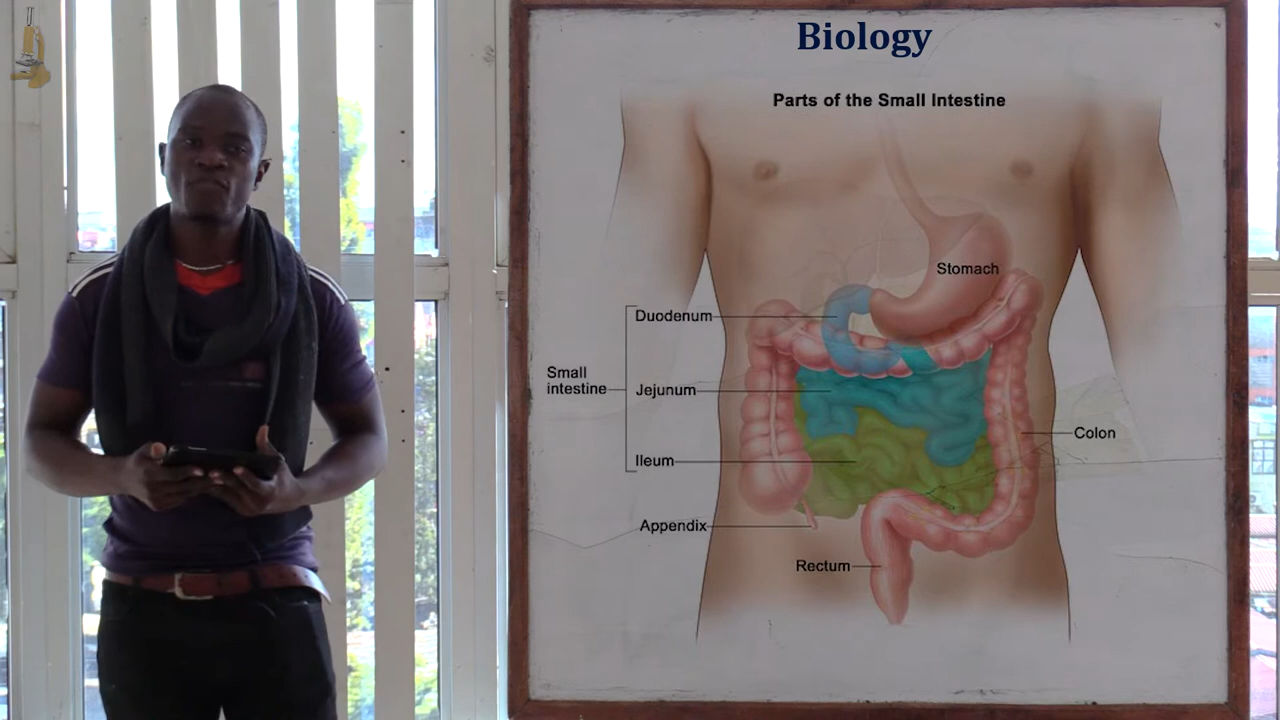 Biology
Parts of the Small Intestine
Stomach
Duodenum
Small
intestine
Jejunum
Colon
Ileum
Appendix
Rectum